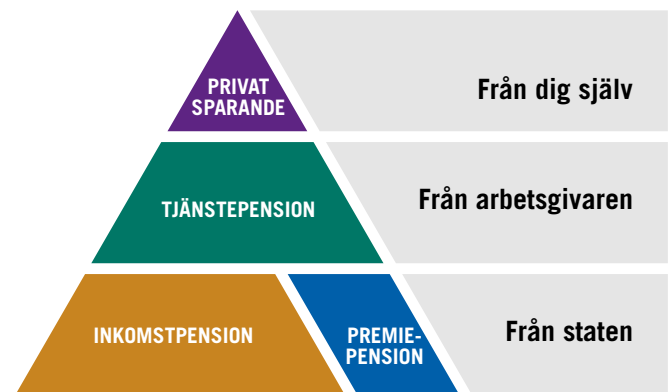 PRIVAT
SPARANDE
Från dig själv
TJÄNSTEPENSION
Från arbetsgivaren
INKOMSTPENSION
PREMIE-
PENSION
Från staten